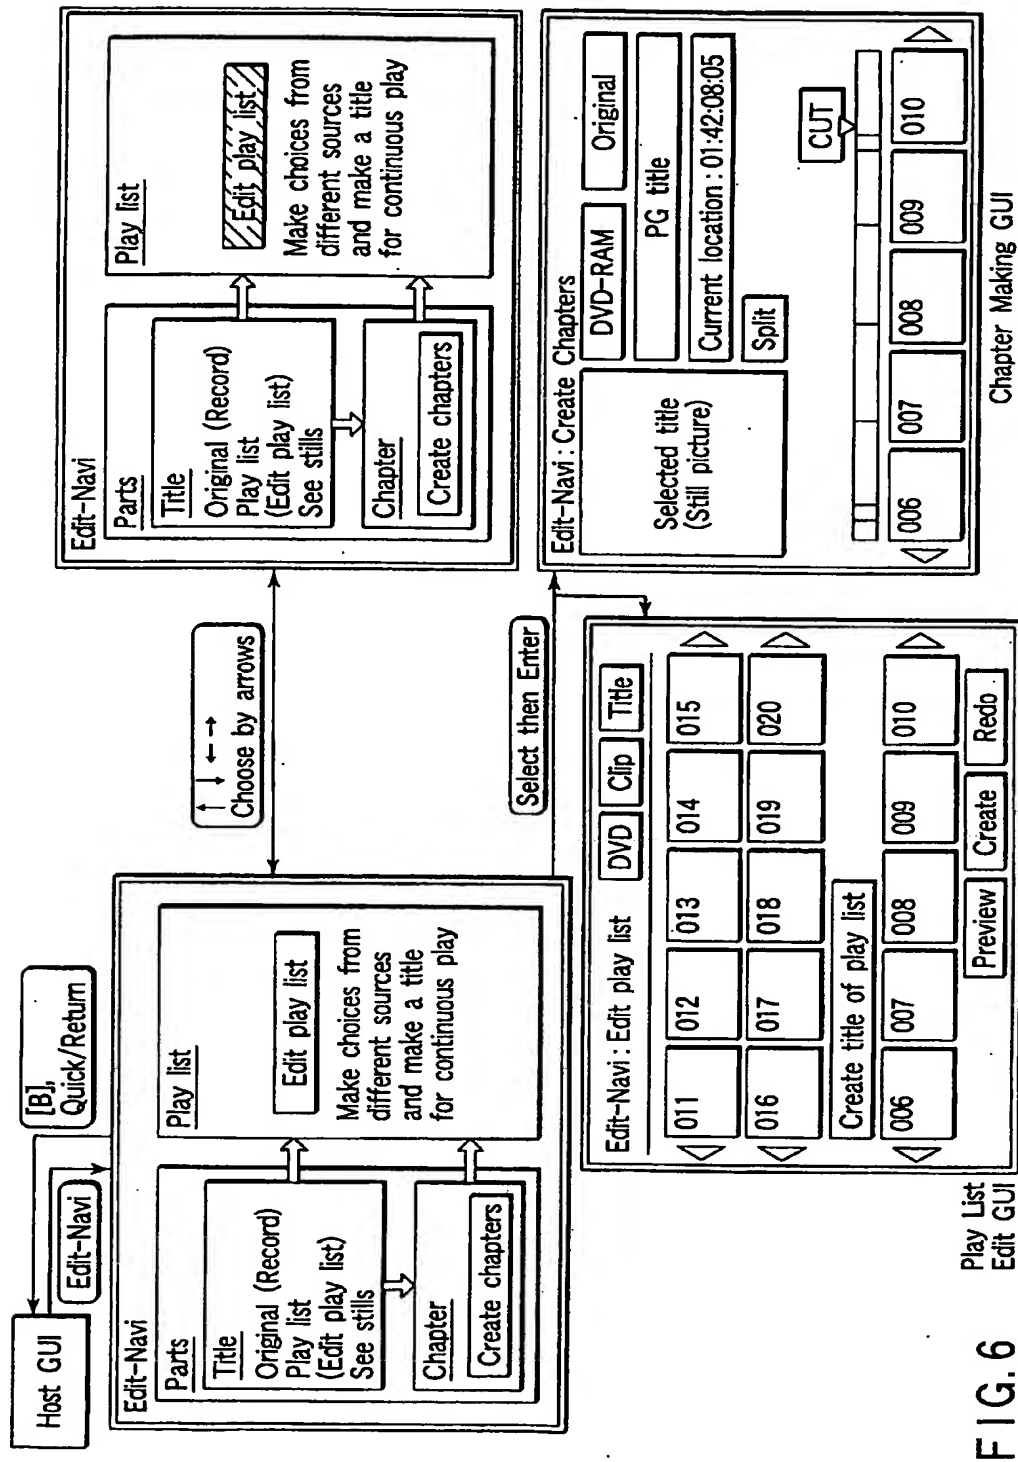 Host GUI
Edit-Navi
[B],
Quick/Return
Edit-Navi
Parts
Title
Original (Record)
Play list
(Edit play list)
See stills
Chapter
Create chapters
Play list
Edit play list
Make choices from
different sources
and make a title
for continuous play
↑ ↓ ← →
Choose by arrows
Edit-Navi
Parts
Title
Original (Record)
Play list
(Edit play list)
See stills
Chapter
Create chapters
Play list
Edit play list
Make choices from
different sources
and make a title
for continuous play
Select then Enter
Edit-Navi : Edit play list
DVD
Clip
Title
011
012
013
014
015
016
017
018
019
020
Create title of play list
006
007
008
009
010
Preview
Create
Redo
Play List
Edit GUI
Edit-Navi : Create Chapters
Selected title
(Still picture)
DVD-RAM
Original
PG title
Current location : 01:42:08:05
Split
CUT
006
007
008
009
010
Chapter Making GUI
FIG. 6